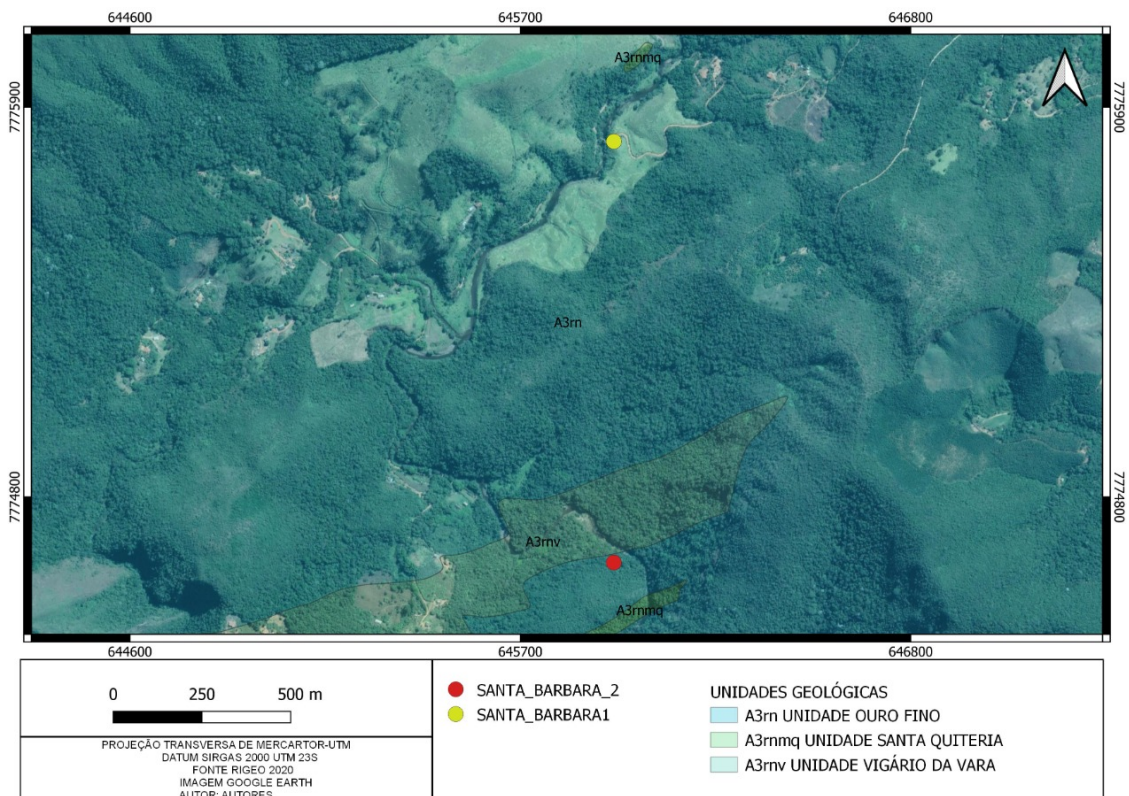 644600 645700 646800
7775900 7775900
A3rnmq
A3rn
7774800 7774800
A3rnv
A3rnmq
644600 645700 646800
0 250 500 m
PROJEÇÃO TRANSVERSA DE MERCARTOR-UTM
DATUM SIRGAS 2000 UTM 23S
FONTE RIGEO 2020
IMAGEM GOOGLE EARTH
AUTOR: AUTORES
SANTA_BARBARA_2
SANTA_BARBARA1
UNIDADES GEOLÓGICAS
A3rn UNIDADE OURO FINO
A3rnmq UNIDADE SANTA QUITERIA
A3rnv UNIDADE VIGÁRIO DA VARA